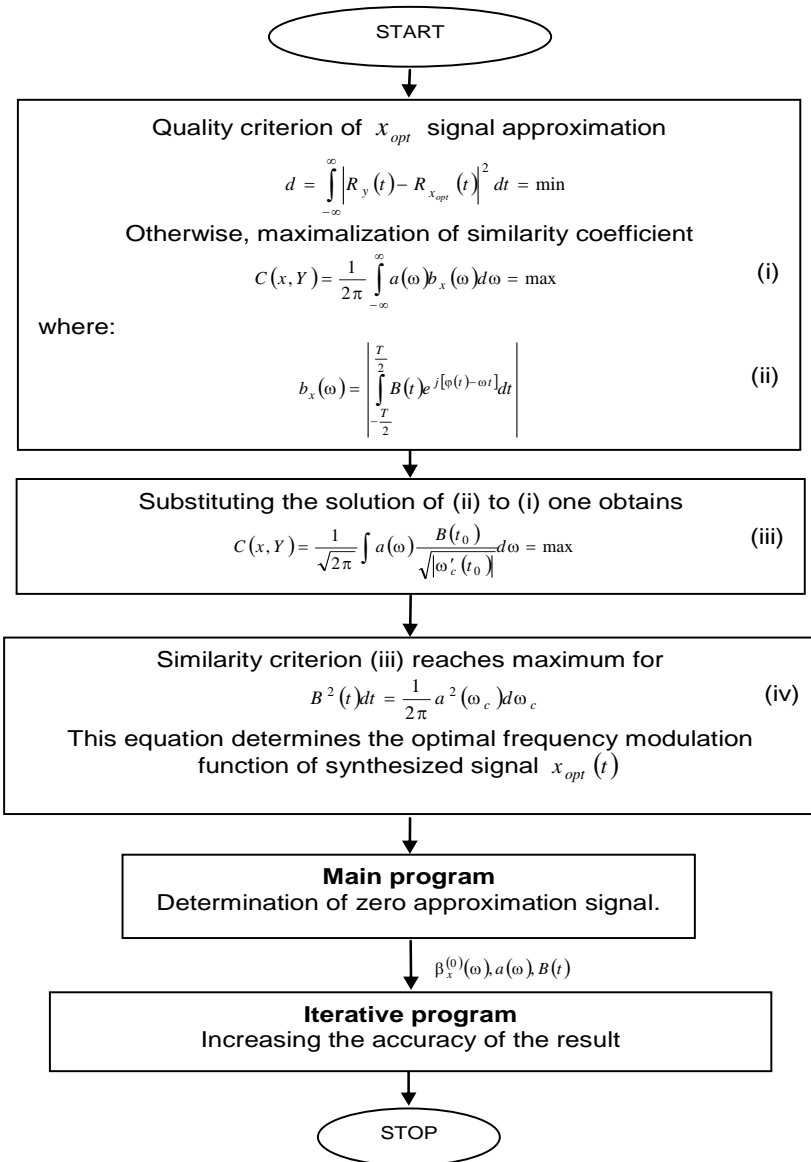 START
Quality criterion of x_opt signal approximation
d = ∫_{-∞}^{∞} |R_y(t) − R_{x_opt}(t)|² dt = min
Otherwise, maximalization of similarity coefficient
C(x,Y) = 1/(2π) ∫_{-∞}^{∞} a(ω)b_x(ω)dω = max (i)
where:
b_x(ω) = |∫_{-T/2}^{T/2} B(t)e^{j[φ(t)−ωt]}dt| (ii)
Substituting the solution of (ii) to (i) one obtains
C(x,Y) = 1/√(2π) ∫ a(ω) B(t_0)/√|ω'_c(t_0)| dω = max (iii)
Similarity criterion (iii) reaches maximum for
B²(t)dt = 1/(2π) a²(ω_c)dω_c (iv)
This equation determines the optimal frequency modulation
function of synthesized signal x_opt(t)
Main program
Determination of zero approximation signal.
β_x^{(0)}(ω), a(ω), B(t)
Iterative program
Increasing the accuracy of the result
STOP